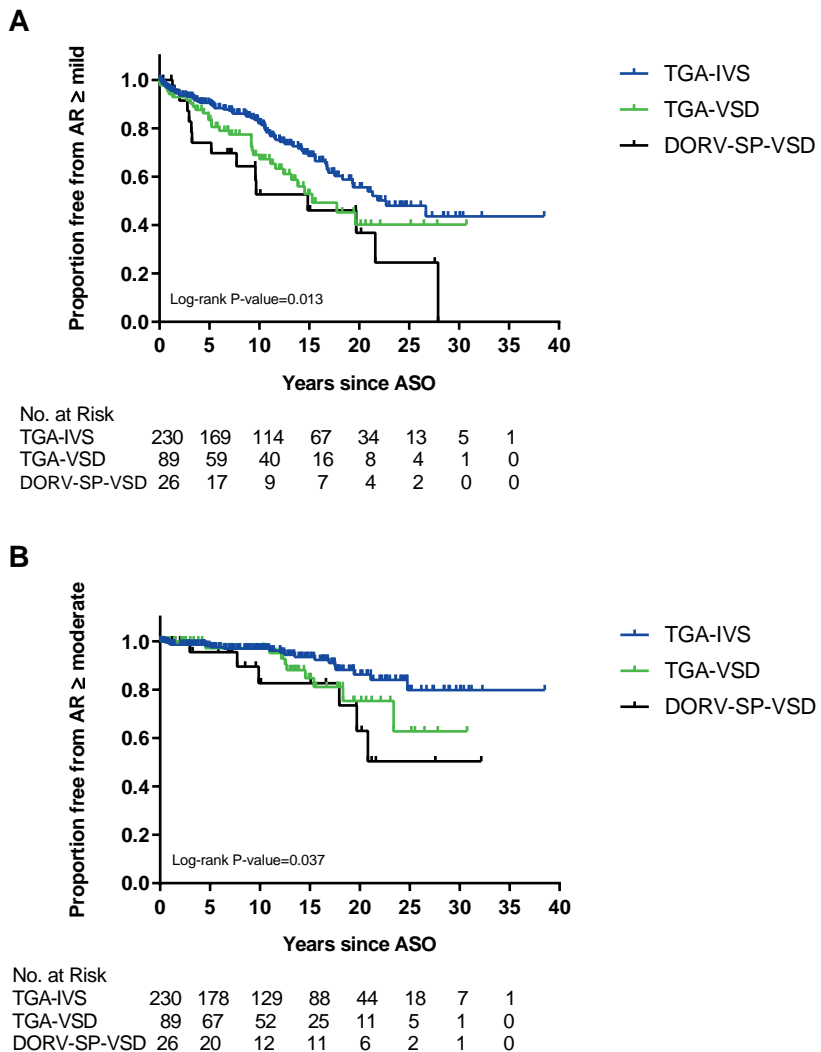 A
Proportion free from AR ≥ mild
1.0
0.8
0.6
0.4
0.2
0.0
Log-rank P-value=0.013
0 5 10 15 20 25 30 35 40
Years since ASO
TGA-IVS
TGA-VSD
DORV-SP-VSD
No. at Risk
TGA-IVS 230 169 114 67 34 13 5 1
TGA-VSD 89 59 40 16 8 4 1 0
DORV-SP-VSD 26 17 9 7 4 2 0 0
B
Proportion free from AR ≥ moderate
1.0
0.8
0.6
0.4
0.2
0.0
Log-rank P-value=0.037
0 5 10 15 20 25 30 35 40
Years since ASO
TGA-IVS
TGA-VSD
DORV-SP-VSD
No. at Risk
TGA-IVS 230 178 129 88 44 18 7 1
TGA-VSD 89 67 52 25 11 5 1 0
DORV-SP-VSD 26 20 12 11 6 2 1 0